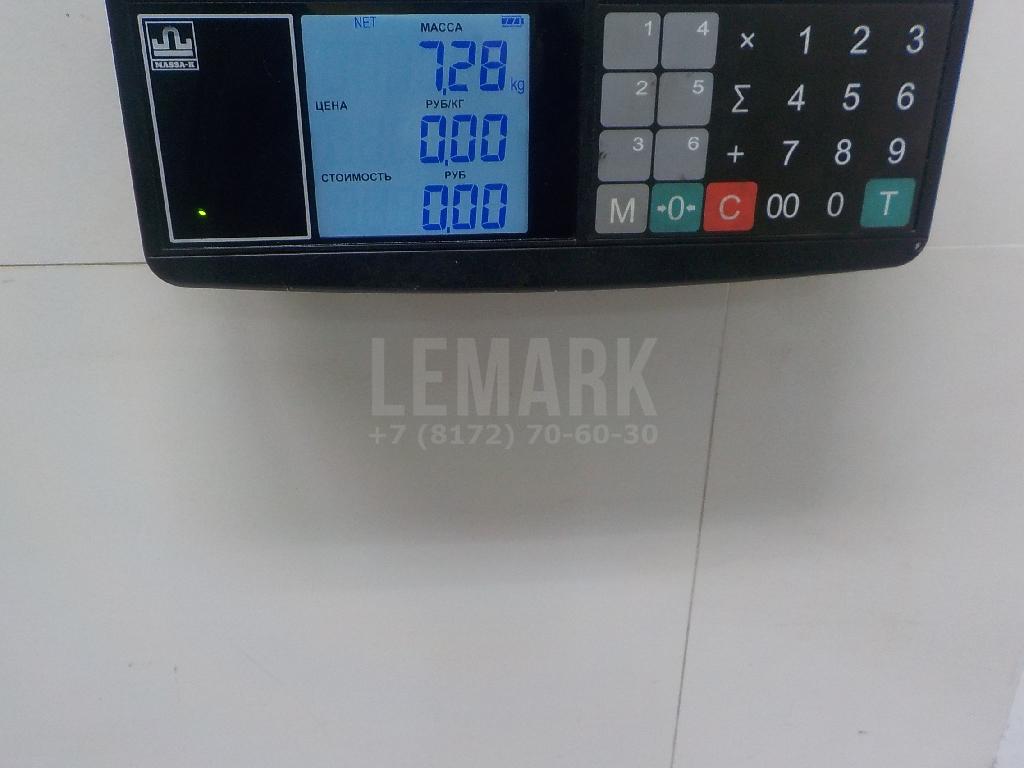 MASSA-K
NET
МАССА
7,28 kg
ЦЕНА РУБ/КГ
0,00
СТОИМОСТЬ РУБ
0,00
1 4 × 1 2 3
2 5 Σ 4 5 6
3 6 + 7 8 9
M →0← C 00 0 T
LEMARK
+7 (8172) 70-60-30